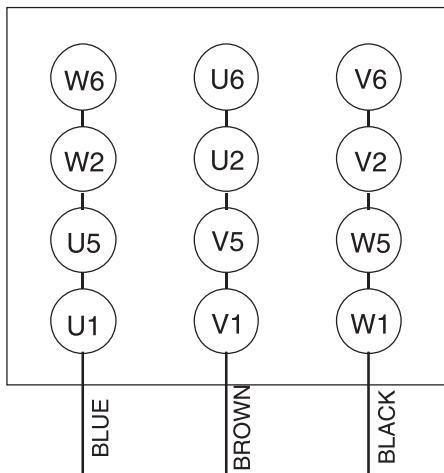 W6 U6 V6
W2 U2 V2
U5 V5 W5
U1 V1 W1
BLUE
BROWN
BLACK